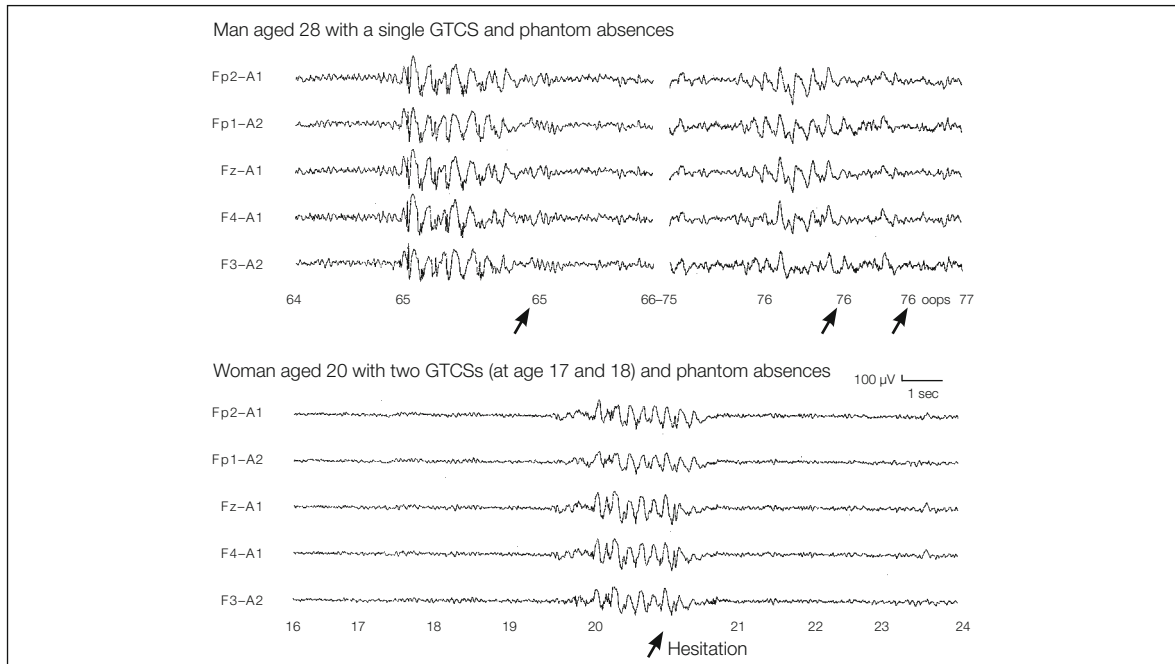 Man aged 28 with a single GTCS and phantom absences
Fp2–A1
Fp1–A2
Fz–A1
F4–A1
F3–A2
64 65 65 66–75 76 76 76 oops 77
Woman aged 20 with two GTCSs (at age 17 and 18) and phantom absences
100 µV
1 sec
Fp2–A1
Fp1–A2
Fz–A1
F4–A1
F3–A2
16 17 18 19 20 21 22 23 24
Hesitation